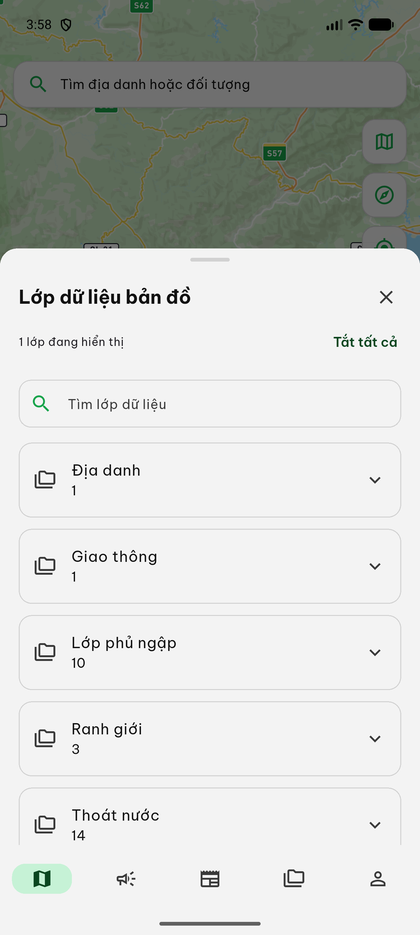 S62
3:58
Tìm địa danh hoặc đối tượng
S57
Lớp dữ liệu bản đồ
1 lớp đang hiển thị
Tắt tất cả
Tìm lớp dữ liệu
Địa danh
1
Giao thông
1
Lớp phủ ngập
10
Ranh giới
3
Thoát nước
14